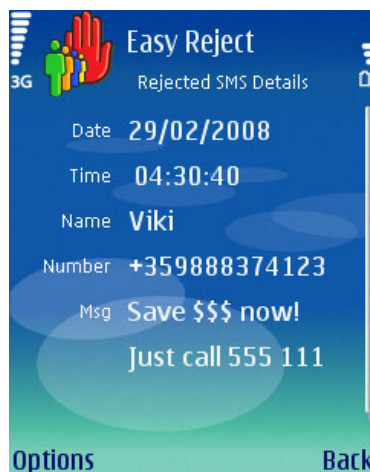 Easy Reject
3G
Rejected SMS Details
Date 29/02/2008
Time 04:30:40
Name Viki
Number +359888374123
Msg Save $$$ now!
Just call 555 111
Options Back